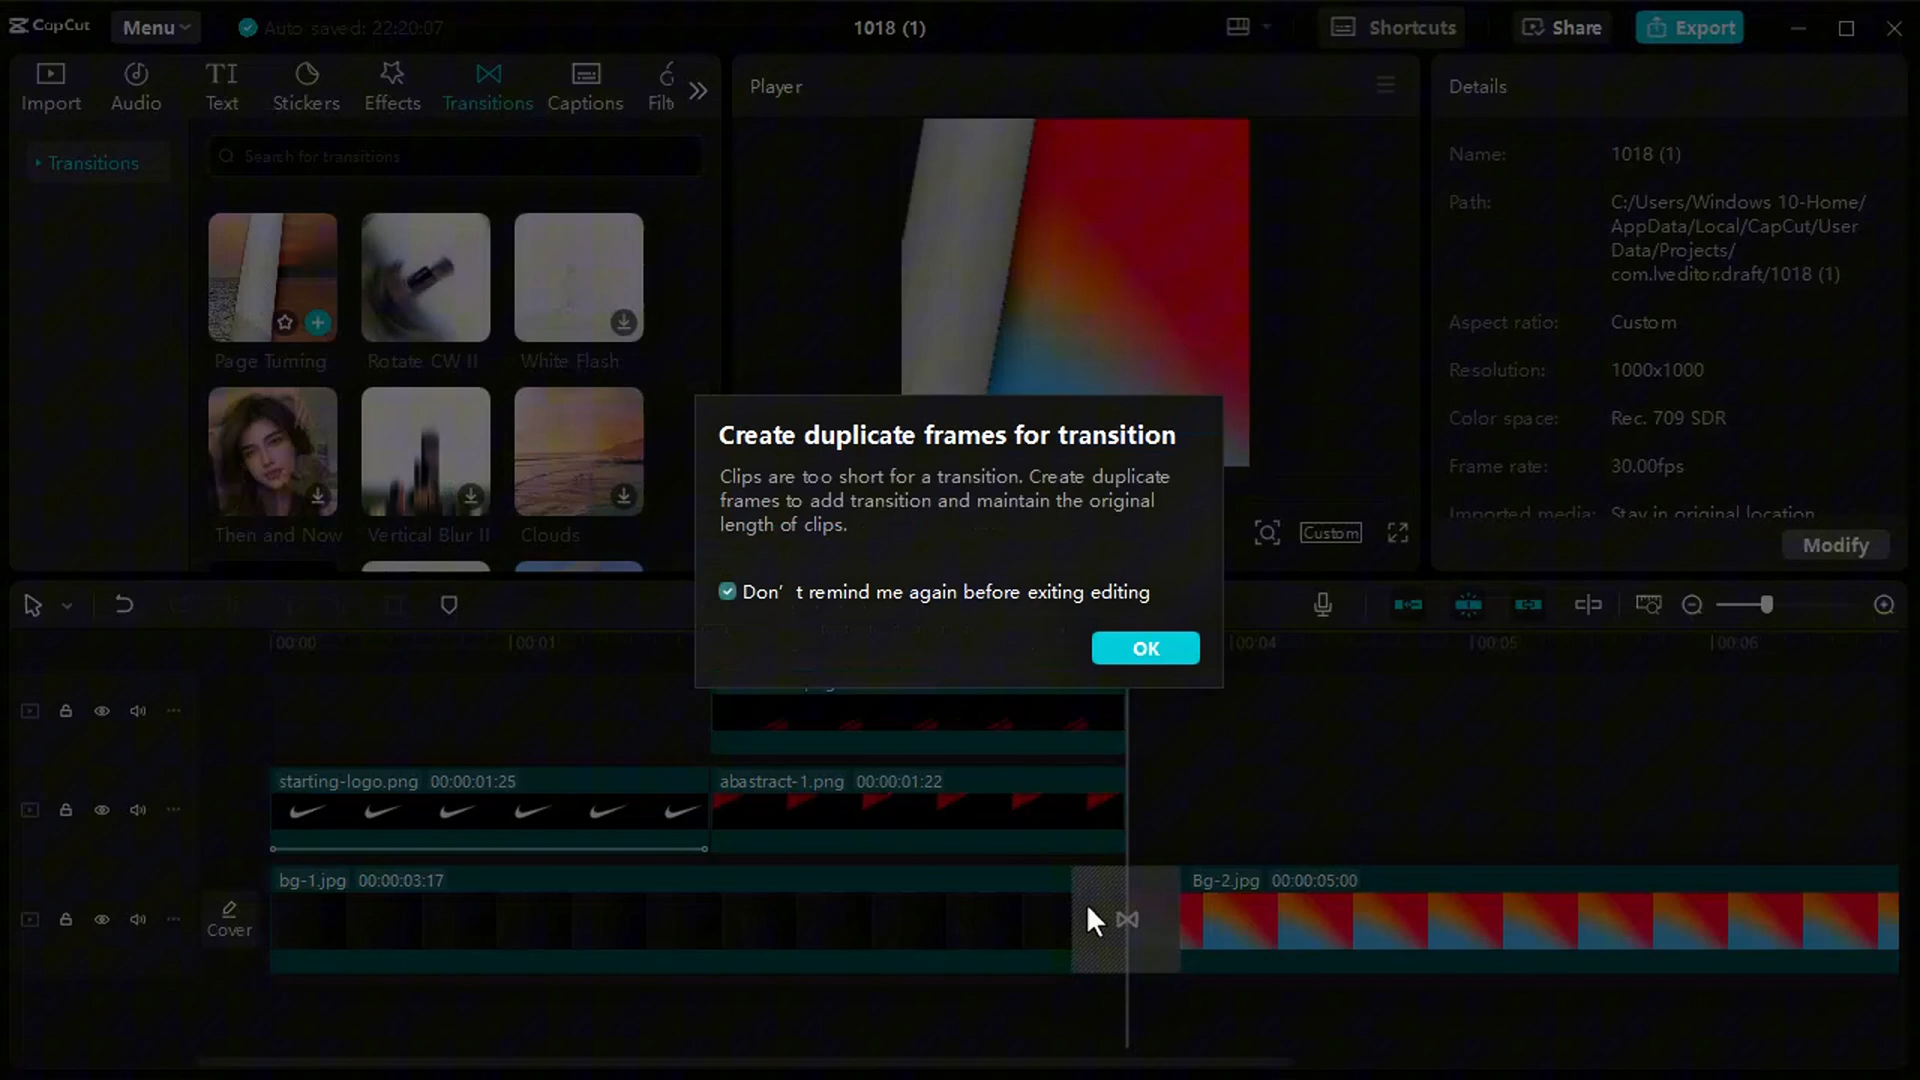 CapCut
Menu
Auto saved: 22:20:07
1018 (1)
Shortcuts
Share
Export
Import
Audio
TI
Text
Stickers
Effects
Transitions
Captions
Filt
Player
Details
Transitions
Search for transitions
Page Turning
Rotate CW II
White Flash
Then and Now
Vertical Blur II
Clouds
Name:
1018 (1)
Path:
C:/Users/Windows 10-Home/
AppData/Local/CapCut/User
Data/Projects/
com.lveditor.draft/1018 (1)
Aspect ratio:
Custom
Resolution:
1000x1000
Color space:
Rec. 709 SDR
Frame rate:
30.00fps
Imported media:
Stay in original location
Modify
Custom
Create duplicate frames for transition
Clips are too short for a transition. Create duplicate
frames to add transition and maintain the original
length of clips.
Don’ t remind me again before exiting editing
OK
00:00
00:01
00:04
00:05
00:06
starting-logo.png 00:00:01:25
abastract-1.png 00:00:01:22
Cover
bg-1.jpg 00:00:03:17
Bg-2.jpg 00:00:05:00